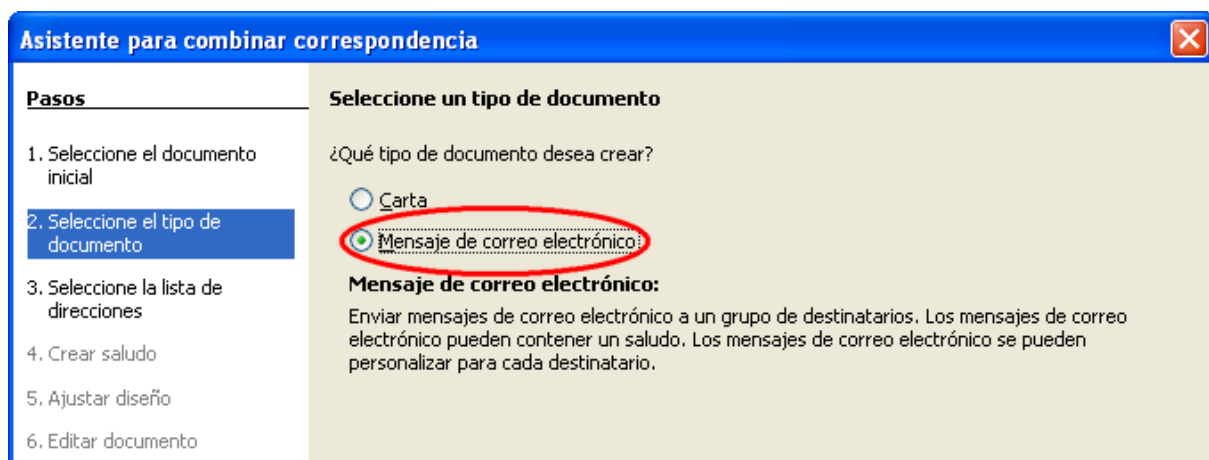 Asistente para combinar correspondencia
Pasos
1. Seleccione el documento
inicial
2. Seleccione el tipo de
documento
3. Seleccione la lista de
direcciones
4. Crear saludo
5. Ajustar diseño
6. Editar documento
Seleccione un tipo de documento
¿Qué tipo de documento desea crear?
Carta
Mensaje de correo electrónico
Mensaje de correo electrónico:
Enviar mensajes de correo electrónico a un grupo de destinatarios. Los mensajes de correo
electrónico pueden contener un saludo. Los mensajes de correo electrónico se pueden
personalizar para cada destinatario.